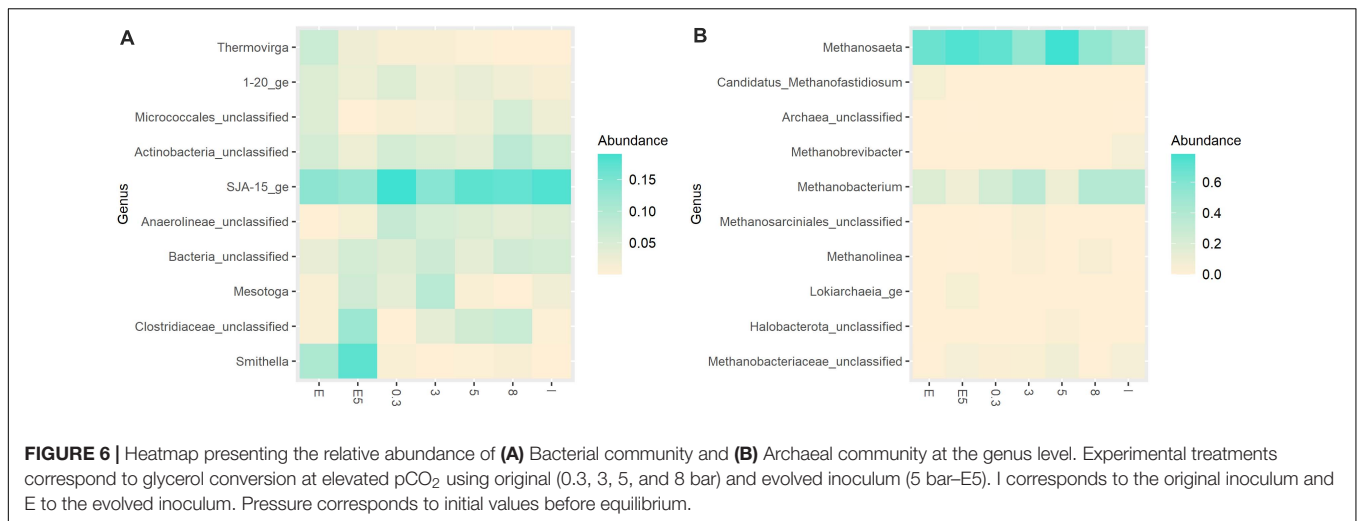 A
Genus
Thermovirga
1-20_ge
Micrococcales_unclassified
Actinobacteria_unclassified
SJA-15_ge
Anaerolineae_unclassified
Bacteria_unclassified
Mesotoga
Clostridiaceae_unclassified
Smithella
E E5 0.3 3 5 8 I
Abundance
0.15
0.10
0.05
B
Genus
Methanosaeta
Candidatus_Methanofastidiosum
Archaea_unclassified
Methanobrevibacter
Methanobacterium
Methanosarciniales_unclassified
Methanolinea
Lokiarchaeia_ge
Halobacterota_unclassified
Methanobacteriaceae_unclassified
E E5 0.3 3 5 8 I
Abundance
0.6
0.4
0.2
0.0
FIGURE 6 | Heatmap presenting the relative abundance of (A) Bacterial community and (B) Archaeal community at the genus level. Experimental treatments
correspond to glycerol conversion at elevated pCO₂ using original (0.3, 3, 5, and 8 bar) and evolved inoculum (5 bar–E5). I corresponds to the original inoculum and
E to the evolved inoculum. Pressure corresponds to initial values before equilibrium.